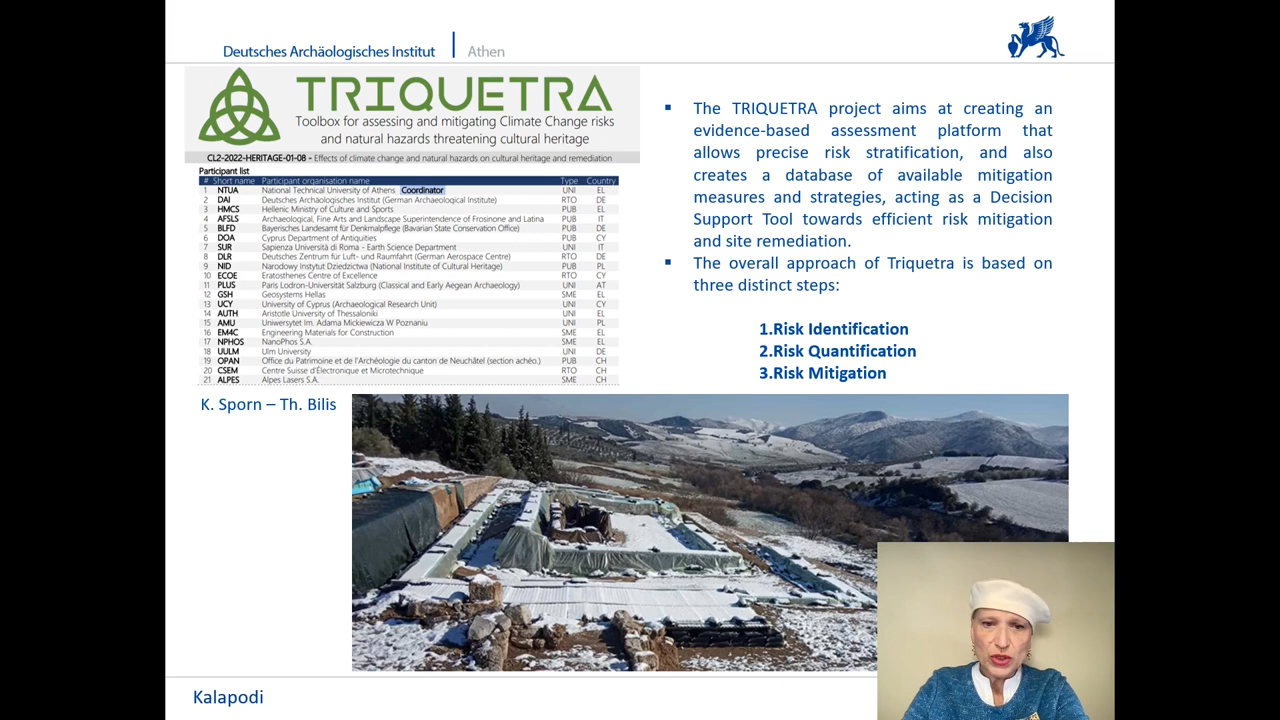 Deutsches Archäologisches Institut Athen
TRIQUETRA
Toolbox for assessing and mitigating Climate Change risks
and natural hazards threatening cultural heritage
CL2-2022-HERITAGE-01-08 - Effects of climate change and natural hazards on cultural heritage and remediation
Participant list
# Short name Participant organisation name Type Country
1 NTUA National Technical University of Athens Coordinator UNI EL
2 DAI Deutsches Archäologisches Institut (German Archaeological Institute) RTO DE
3 HMCS Hellenic Ministry of Culture and Sports PUB EL
4 AFSLS Archaeological, Fine Arts and Landscape Superintendence of Frosinone and Latina PUB IT
5 BLFD Bayerisches Landesamt für Denkmalpflege (Bavarian State Conservation Office) PUB DE
6 DOA Cyprus Department of Antiquities PUB CY
7 SUR Sapienza Università di Roma - Earth Science Department UNI IT
8 DLR Deutsches Zentrum für Luft- und Raumfahrt (German Aerospace Centre) RTO DE
9 NID Narodowy Instytut Dziedzictwa (National Institute of Cultural Heritage) PUB PL
10 ECOE Eratosthenes Centre of Excellence RTO CY
11 PLUS Paris Lodron-Universität Salzburg (Classical and Early Aegean Archaeology) UNI AT
12 GSH Geosystems Hellas SME EL
13 UCY University of Cyprus (Archaeological Research Unit) UNI CY
14 AUTH Aristotle University of Thessaloniki UNI EL
15 AMU Uniwersytet Im. Adama Mickiewicza W Poznaniu UNI PL
16 EM4C Engineering Materials for Construction SME EL
17 NPHOS NanoPhos S.A. SME EL
18 UULM Ulm University UNI DE
19 OPAN Office du Patrimoine et de l'Archéologie du canton de Neuchâtel (section archéo.) PUB CH
20 CSEM Centre Suisse d'Électronique et Microtechnique RTO CH
21 ALPES Alpes Lasers S.A. SME CH
K. Sporn – Th. Bilis
▪ The TRIQUETRA project aims at creating an
evidence-based assessment platform that
allows precise risk stratification, and also
creates a database of available mitigation
measures and strategies, acting as a Decision
Support Tool towards efficient risk mitigation
and site remediation.
▪ The overall approach of Triquetra is based on
three distinct steps:
1.Risk Identification
2.Risk Quantification
3.Risk Mitigation
Kalapodi